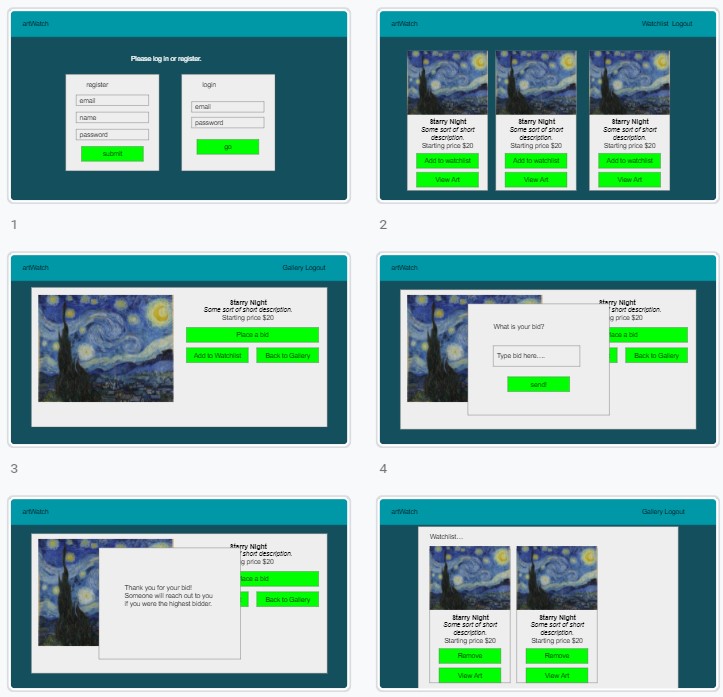 artWatch
Please log in or register.
register
email
name
password
submit
login
email
password
go
1
artWatch
Watchlist Logout
Starry Night
Some sort of short
description.
Starting price $20
Add to watchlist
View Art
Starry Night
Some sort of short
description.
Starting price $20
Add to watchlist
View Art
Starry Night
Some sort of short
description.
Starting price $20
Add to watchlist
View Art
2
artWatch
Gallery Logout
Starry Night
Some sort of short description.
Starting price $20
Place a bid
Add to Watchlist
Back to Gallery
3
artWatch
Gallery Logout
Starry Night
short description.
g price $20
lace a bid
Back to Gallery
What is your bid?
Type bid here....
send!
4
artWatch
Gallery Logout
Starry Night
short description.
g price $20
lace a bid
Back to Gallery
Thank you for your bid!
Someone will reach out to you
If you were the highest bidder.
artWatch
Gallery Logout
Watchlist....
Starry Night
Some sort of short
description.
Starting price $20
Remove
View Art
Starry Night
Some sort of short
description.
Starting price $20
Remove
View Art